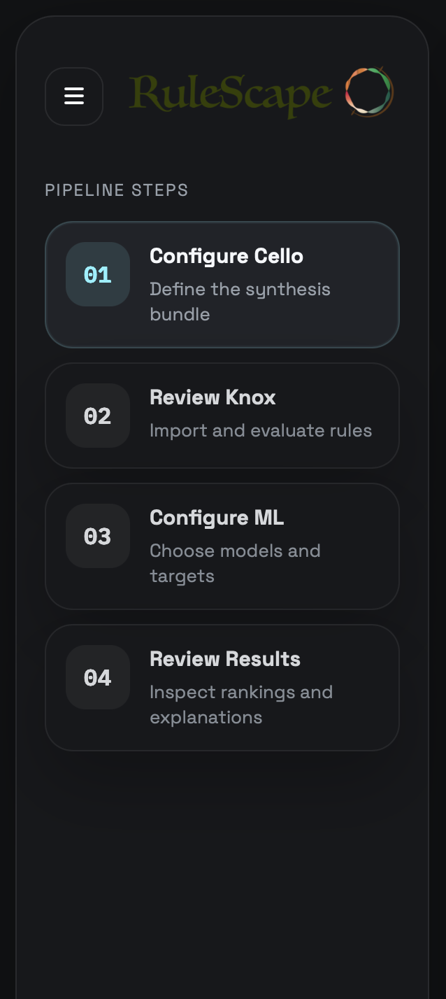 RuleScape
PIPELINE STEPS
01
Configure Cello
Define the synthesis
bundle
02
Review Knox
Import and evaluate rules
03
Configure ML
Choose models and
targets
04
Review Results
Inspect rankings and
explanations